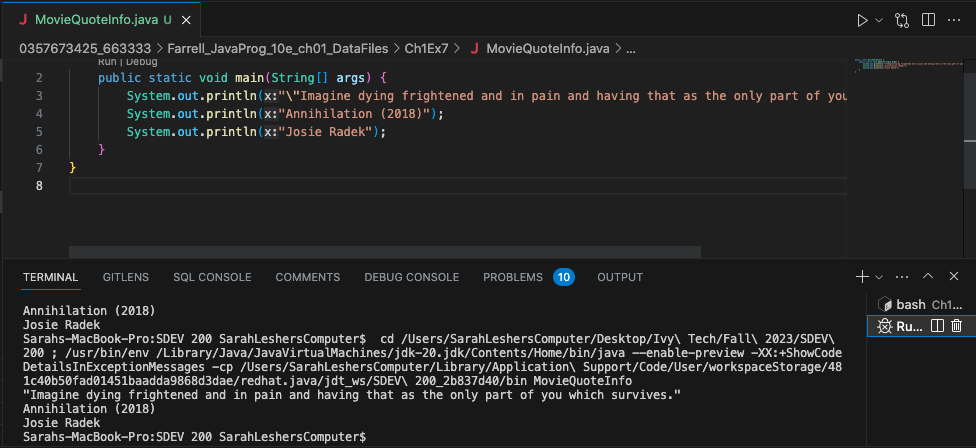 MovieQuoteInfo.java U
0357673425_663333 > Farrell_JavaProg_10e_ch01_DataFiles > Ch1Ex7 > MovieQuoteInfo.java > ...
Run | Debug
2 public static void main(String[] args) {
3 System.out.println(x:"\"Imagine dying frightened and in pain and having that as the only part of you
4 System.out.println(x:"Annihilation (2018)");
5 System.out.println(x:"Josie Radek");
6 }
7 }
8
TERMINAL GITLENS SQL CONSOLE COMMENTS DEBUG CONSOLE PROBLEMS 10 OUTPUT
bash Ch1...
Ru...
Annihilation (2018)
Josie Radek
Sarahs-MacBook-Pro:SDEV 200 SarahLeshersComputer$ cd /Users/SarahLeshersComputer/Desktop/Ivy\ Tech/Fall\ 2023/SDEV\
200 ; /usr/bin/env /Library/Java/JavaVirtualMachines/jdk-20.jdk/Contents/Home/bin/java --enable-preview -XX:+ShowCode
DetailsInExceptionMessages -cp /Users/SarahLeshersComputer/Library/Application\ Support/Code/User/workspaceStorage/48
1c40b50fad01451baadda9868d3dae/redhat.java/jdt_ws/SDEV\ 200_2b837d40/bin MovieQuoteInfo
"Imagine dying frightened and in pain and having that as the only part of you which survives."
Annihilation (2018)
Josie Radek
Sarahs-MacBook-Pro:SDEV 200 SarahLeshersComputer$